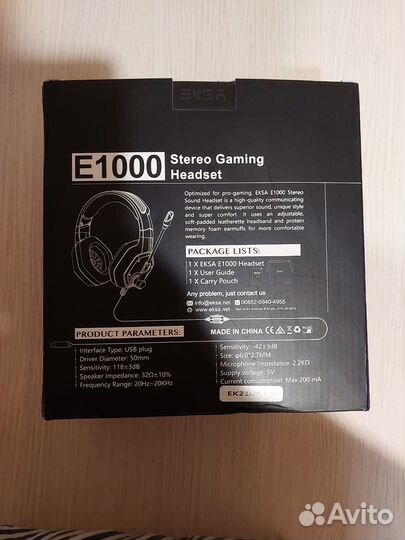 EKSA
E1000 Stereo Gaming
Headset
Optimized for pro-gaming, EKSA E1000 Stereo
Sound Headset is a high-quality communicating
device that delivers superior sound, unique style
and super comfort. It uses an adjustable,
soft-padded leatherette headband and protein
memory foam earmuffs for more comfortable
wearing.
PACKAGE LISTS:
1 X EKSA E1000 Headset
1 X User Guide
1 X Carry Pouch
Any problem, just contact us
info@eksa.net 00852-6940-4955
www.eksa.net
MADE IN CHINA
PRODUCT PARAMETERS:
Interface Type: USB plug
Driver Diameter: 50mm
Sensitivity: 118±3dB
Speaker Impedance: 32Ω±10%
Frequency Range: 20Hz~20KHz
Sensitivity: -42±3dB
Size: φ6.0*2.7MM
Microphone Impedance: 2.2KΩ
Supply voltage: 5V
Current consumption: Max 200 mA
Avito